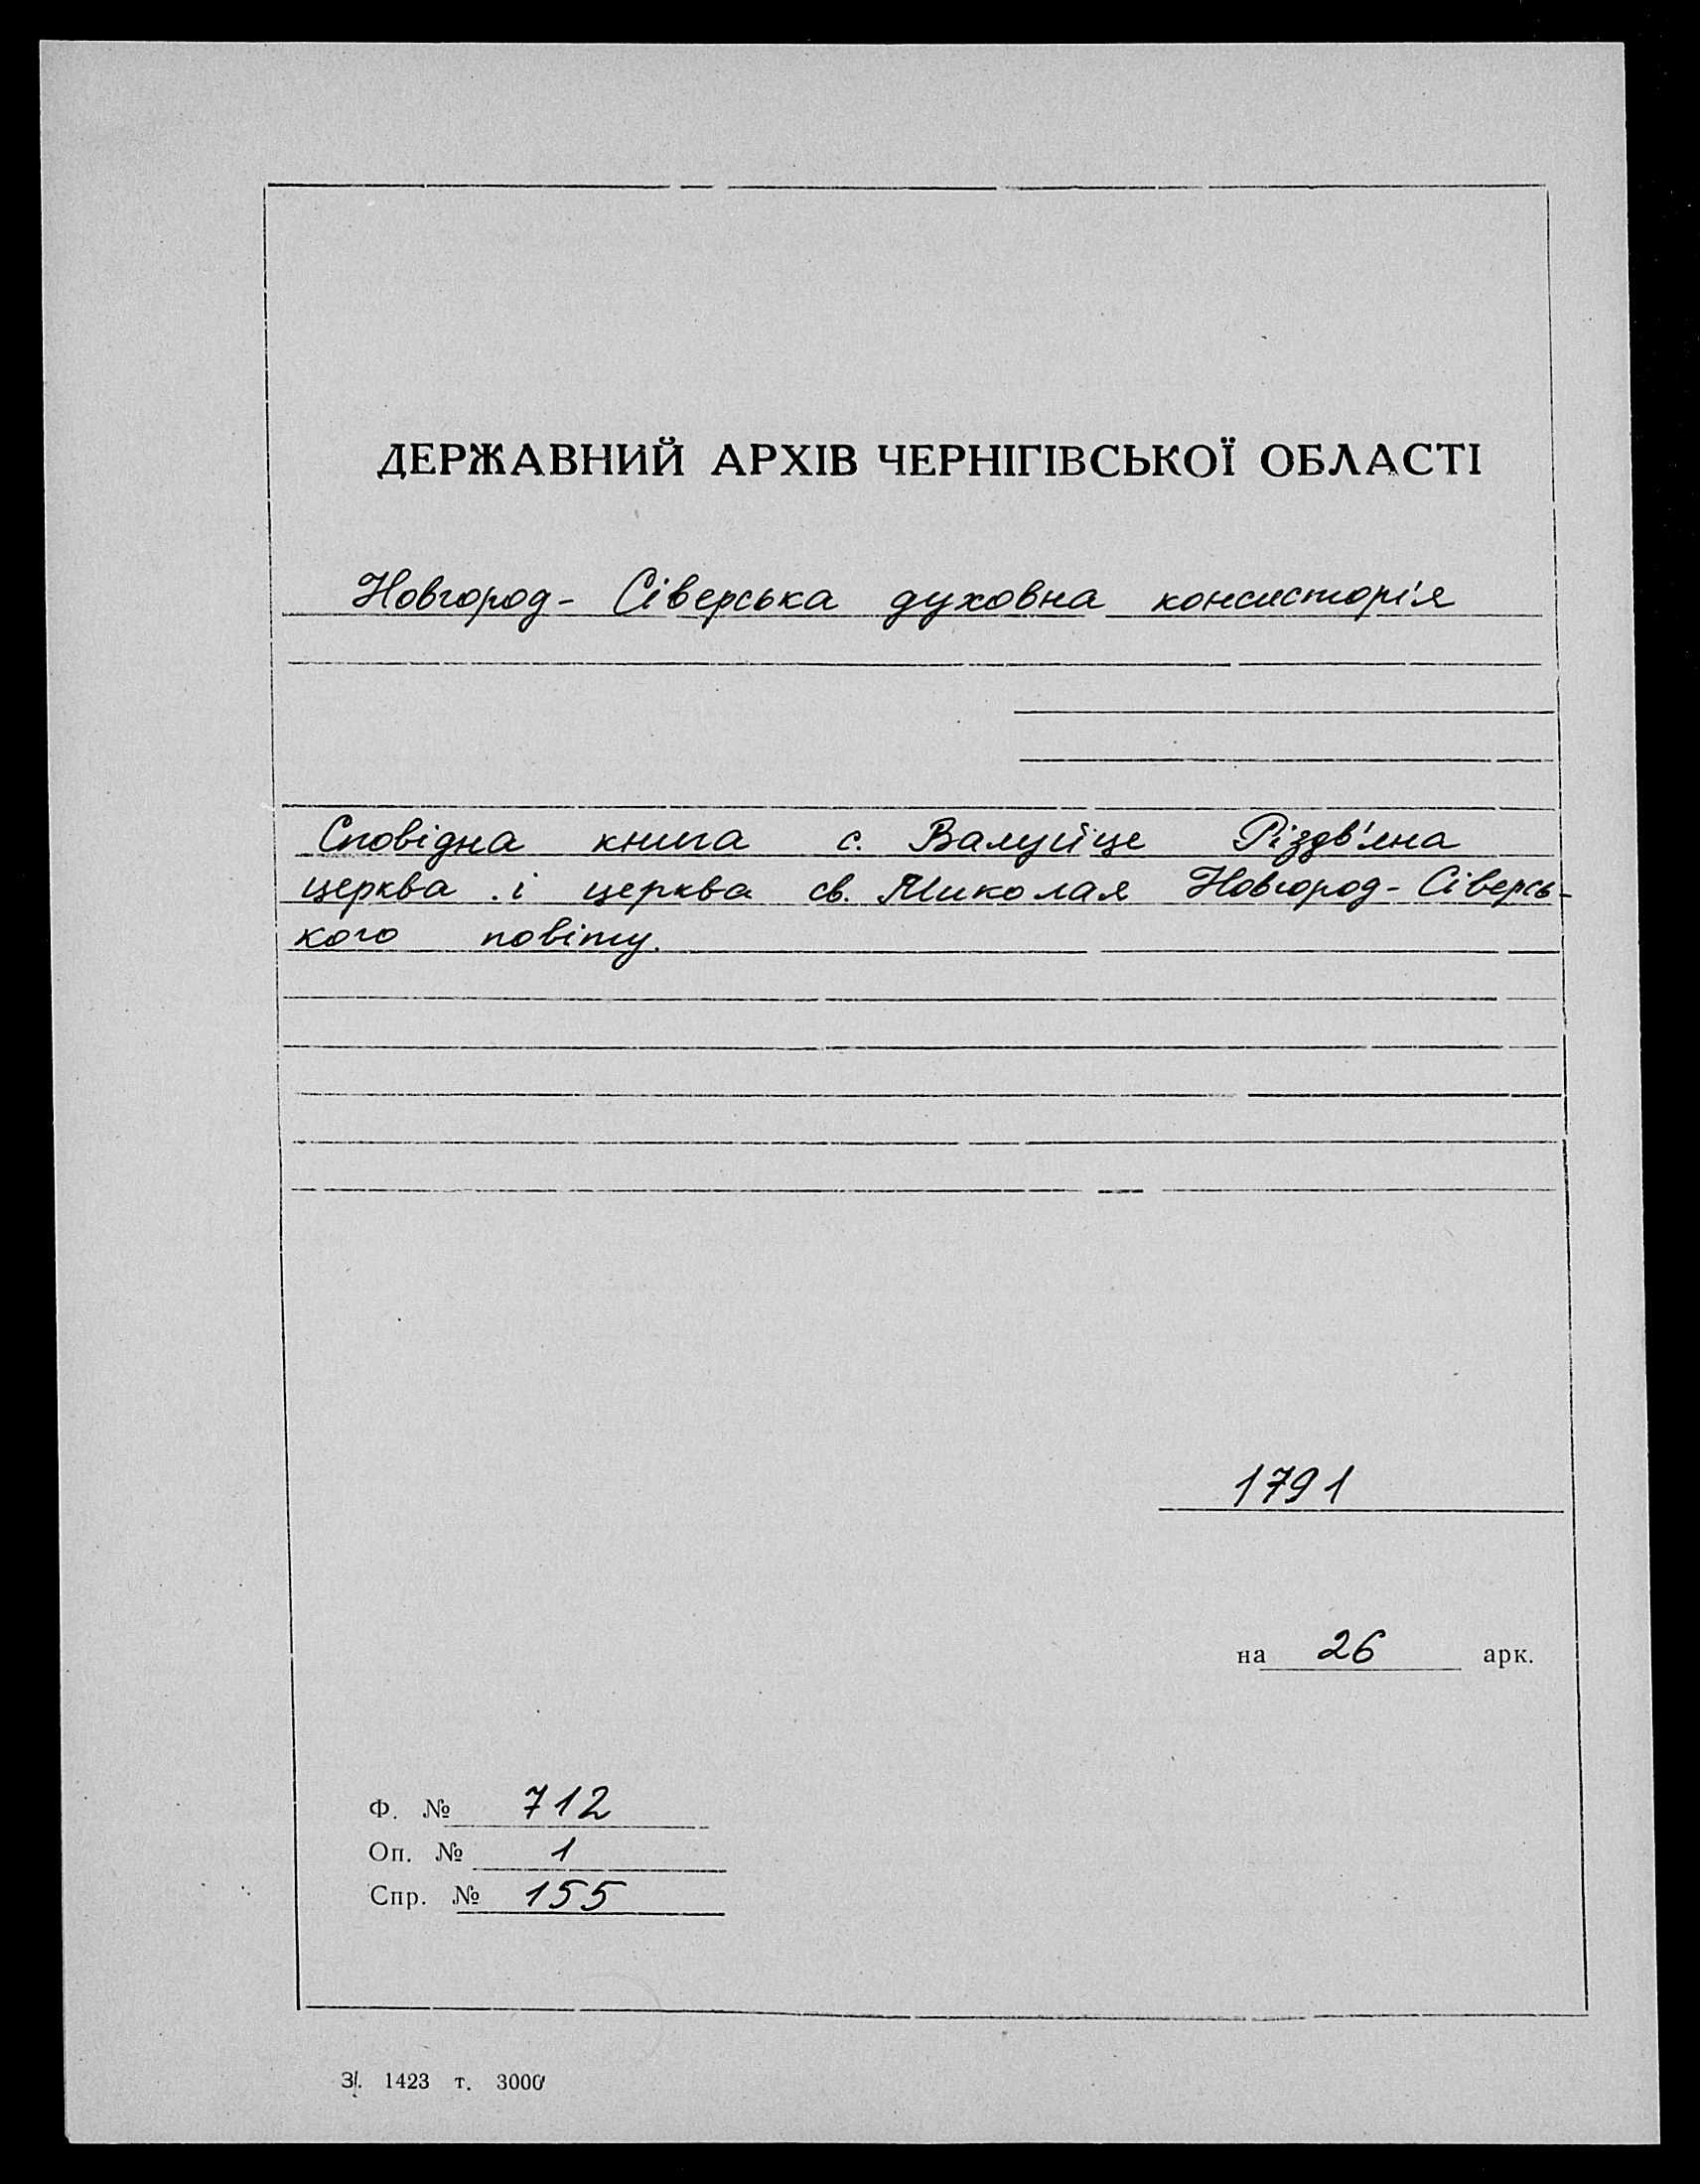 ДЕРЖАВНИЙ АРХІВ ЧЕРНІГІВСЬКОЇ ОБЛАСТІ
Новгород-Сіверська духовна консисторія
Сповідна книга с. Валуйце Різдв'яна
церква і церква св. Миколая Новгород-Сіверсь-
кого повіту.
1791
на 26 арк.
Ф. № 712
Оп. № 1
Спр. № 155
З. 1423 т. 3000